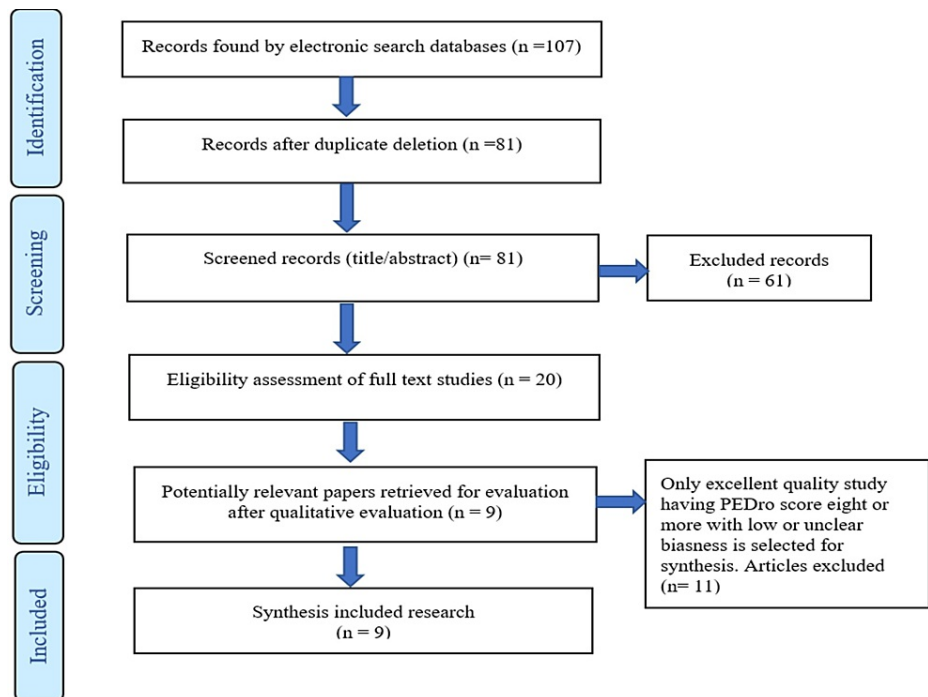 Identification
Records found by electronic search databases (n =107)
Records after duplicate deletion (n =81)
Screening
Screened records (title/abstract) (n= 81)
Excluded records
(n = 61)
Eligibility
Eligibility assessment of full text studies (n = 20)
Potentially relevant papers retrieved for evaluation
after qualitative evaluation (n = 9)
Only excellent quality study
having PEDro score eight or
more with low or unclear
biasness is selected for
synthesis. Articles excluded
(n= 11)
Included
Synthesis included research
(n = 9)